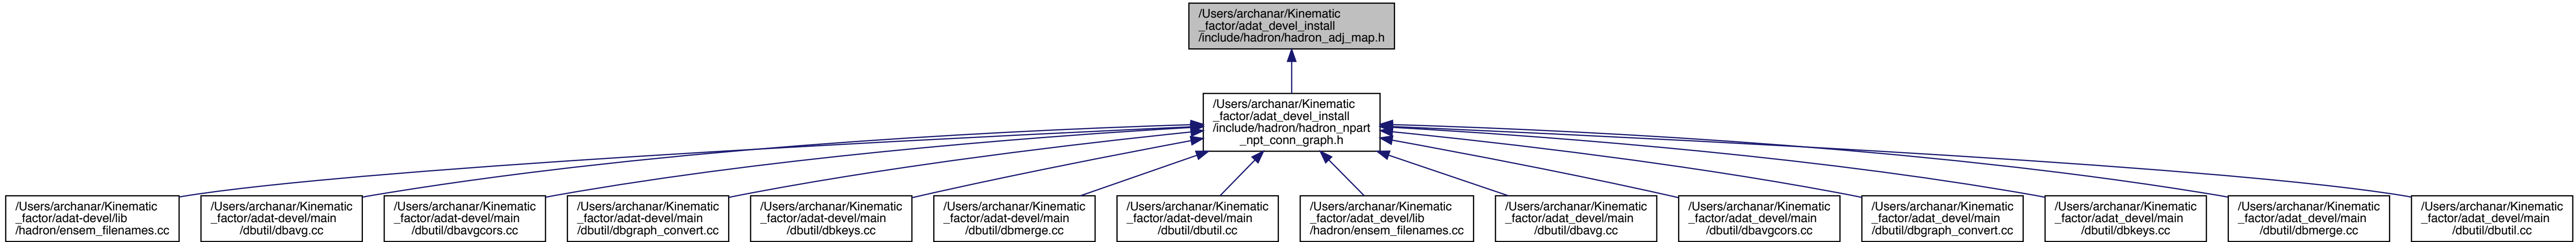 /Users/archanar/Kinematic
_factor/adat_devel_install
/include/hadron/hadron_adj_map.h
/Users/archanar/Kinematic
_factor/adat_devel_install
/include/hadron/hadron_npart
_npt_conn_graph.h
/Users/archanar/Kinematic
_factor/adat-devel/lib
/hadron/ensem_filenames.cc
/Users/archanar/Kinematic
_factor/adat-devel/main
/dbutil/dbavg.cc
/Users/archanar/Kinematic
_factor/adat-devel/main
/dbutil/dbavgcors.cc
/Users/archanar/Kinematic
_factor/adat-devel/main
/dbutil/dbgraph_convert.cc
/Users/archanar/Kinematic
_factor/adat-devel/main
/dbutil/dbkeys.cc
/Users/archanar/Kinematic
_factor/adat-devel/main
/dbutil/dbmerge.cc
/Users/archanar/Kinematic
_factor/adat-devel/main
/dbutil/dbutil.cc
/Users/archanar/Kinematic
_factor/adat_devel/lib
/hadron/ensem_filenames.cc
/Users/archanar/Kinematic
_factor/adat_devel/main
/dbutil/dbavg.cc
/Users/archanar/Kinematic
_factor/adat_devel/main
/dbutil/dbavgcors.cc
/Users/archanar/Kinematic
_factor/adat_devel/main
/dbutil/dbgraph_convert.cc
/Users/archanar/Kinematic
_factor/adat_devel/main
/dbutil/dbkeys.cc
/Users/archanar/Kinematic
_factor/adat_devel/main
/dbutil/dbmerge.cc
/Users/archanar/Kinematic
_factor/adat_devel/main
/dbutil/dbutil.cc